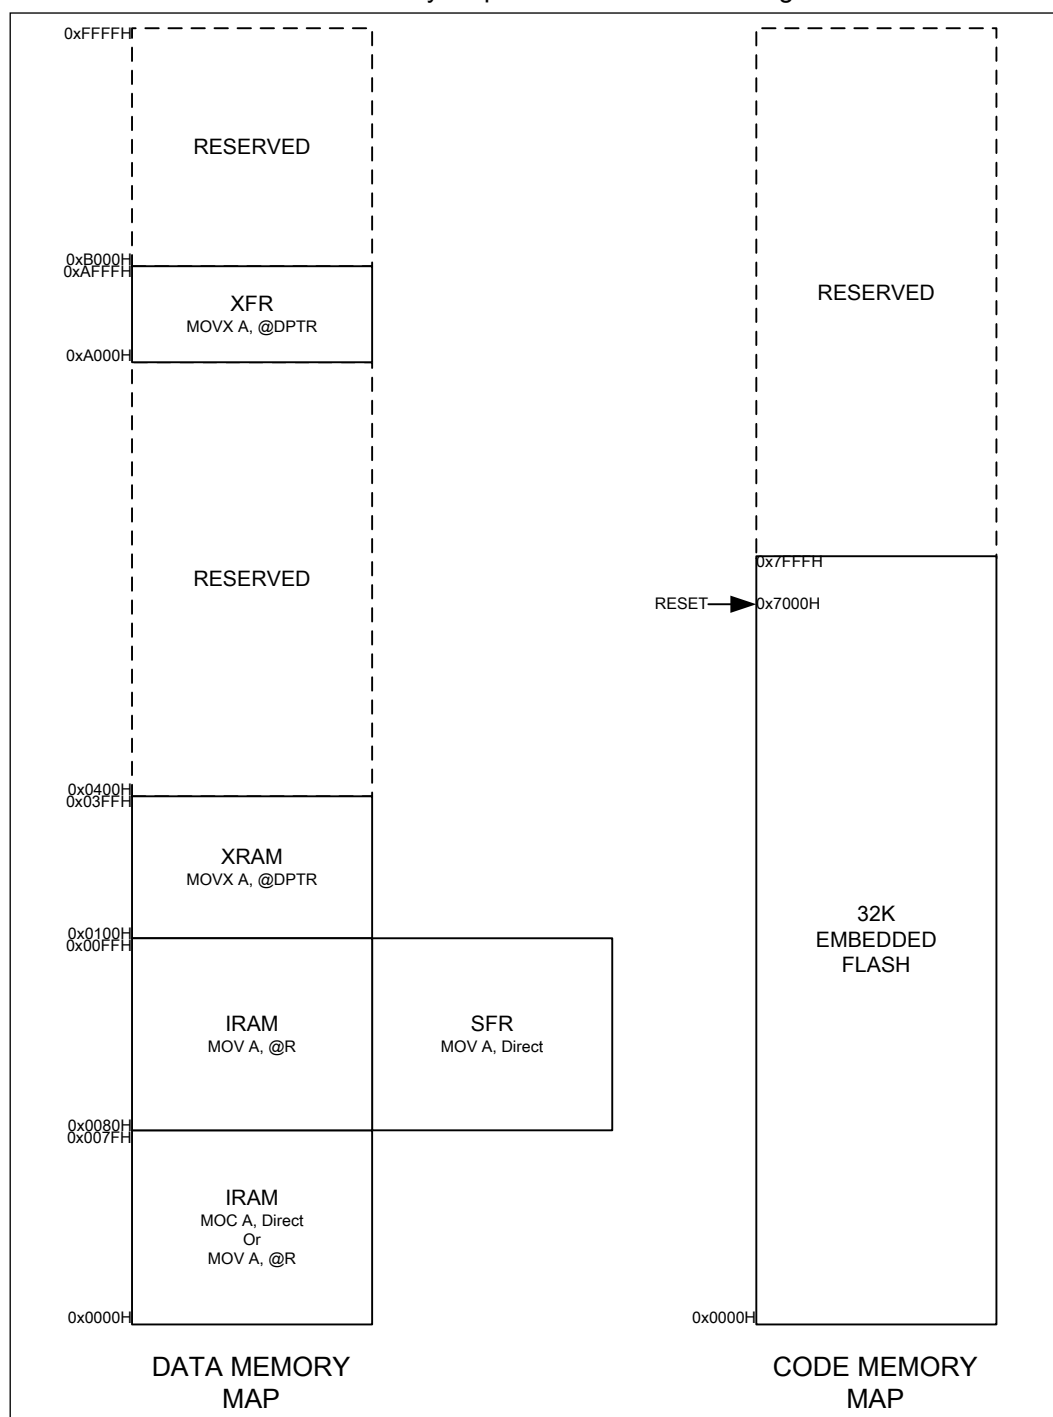 0xFFFFH
RESERVED
0xB000H
0xAFFFH
XFR
MOVX A, @DPTR
0xA000H
RESERVED
0x0400H
0x03FFH
XRAM
MOVX A, @DPTR
0x0100H
0x00FFH
IRAM
MOV A, @R
SFR
MOV A, Direct
0x0080H
0x007FH
IRAM
MOC A, Direct
Or
MOV A, @R
0x0000H
DATA MEMORY
MAP
RESERVED
0x7FFFH
RESET
0x7000H
32K
EMBEDDED
FLASH
0x0000H
CODE MEMORY
MAP